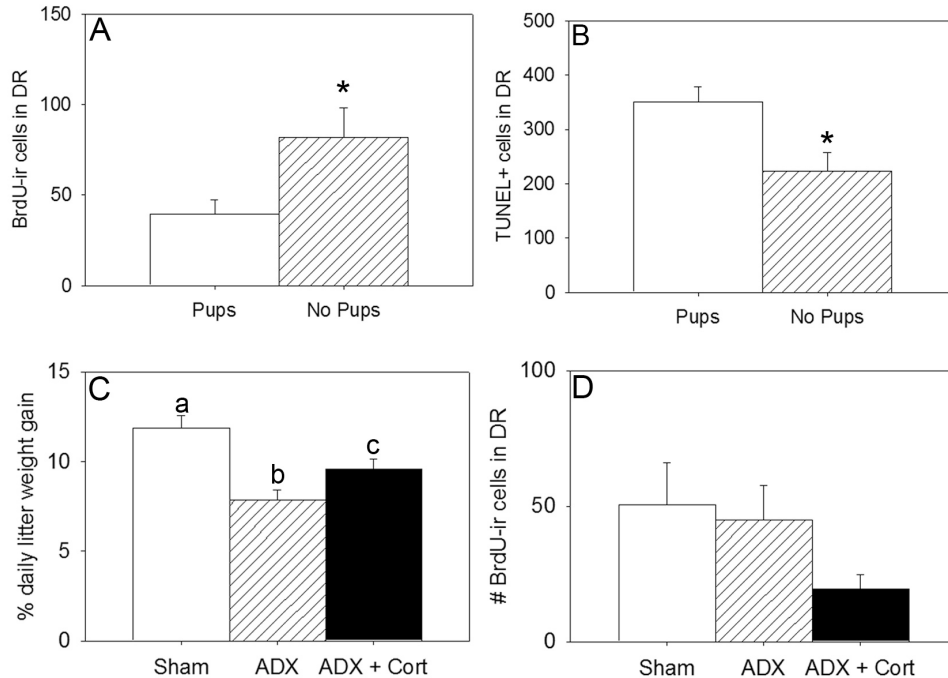 A
BrdU-ir cells in DR
150
100
50
0
*
Pups No Pups
B
TUNEL+ cells in DR
500
400
300
200
100
0
*
Pups No Pups
C
% daily litter weight gain
15
10
5
0
a
b
c
Sham ADX ADX + Cort
D
# BrdU-ir cells in DR
100
50
0
Sham ADX ADX + Cort